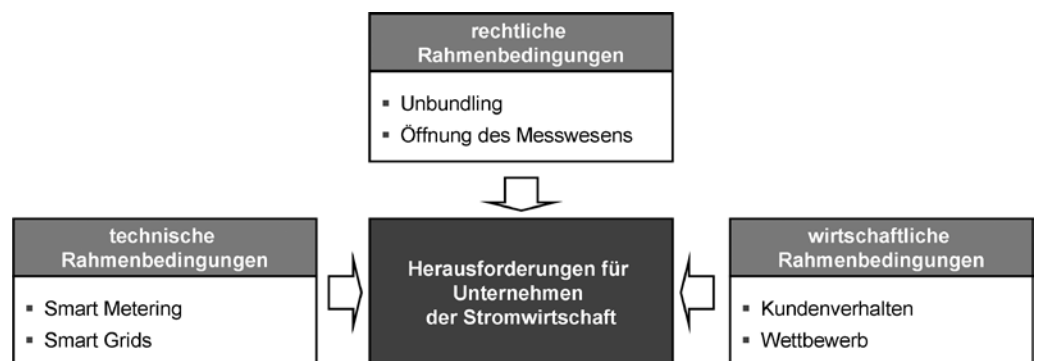 rechtliche
Rahmenbedingungen
▪ Unbundling
▪ Öffnung des Messwesens
technische
Rahmenbedingungen
▪ Smart Metering
▪ Smart Grids
Herausforderungen für
Unternehmen
der Stromwirtschaft
wirtschaftliche
Rahmenbedingungen
▪ Kundenverhalten
▪ Wettbewerb